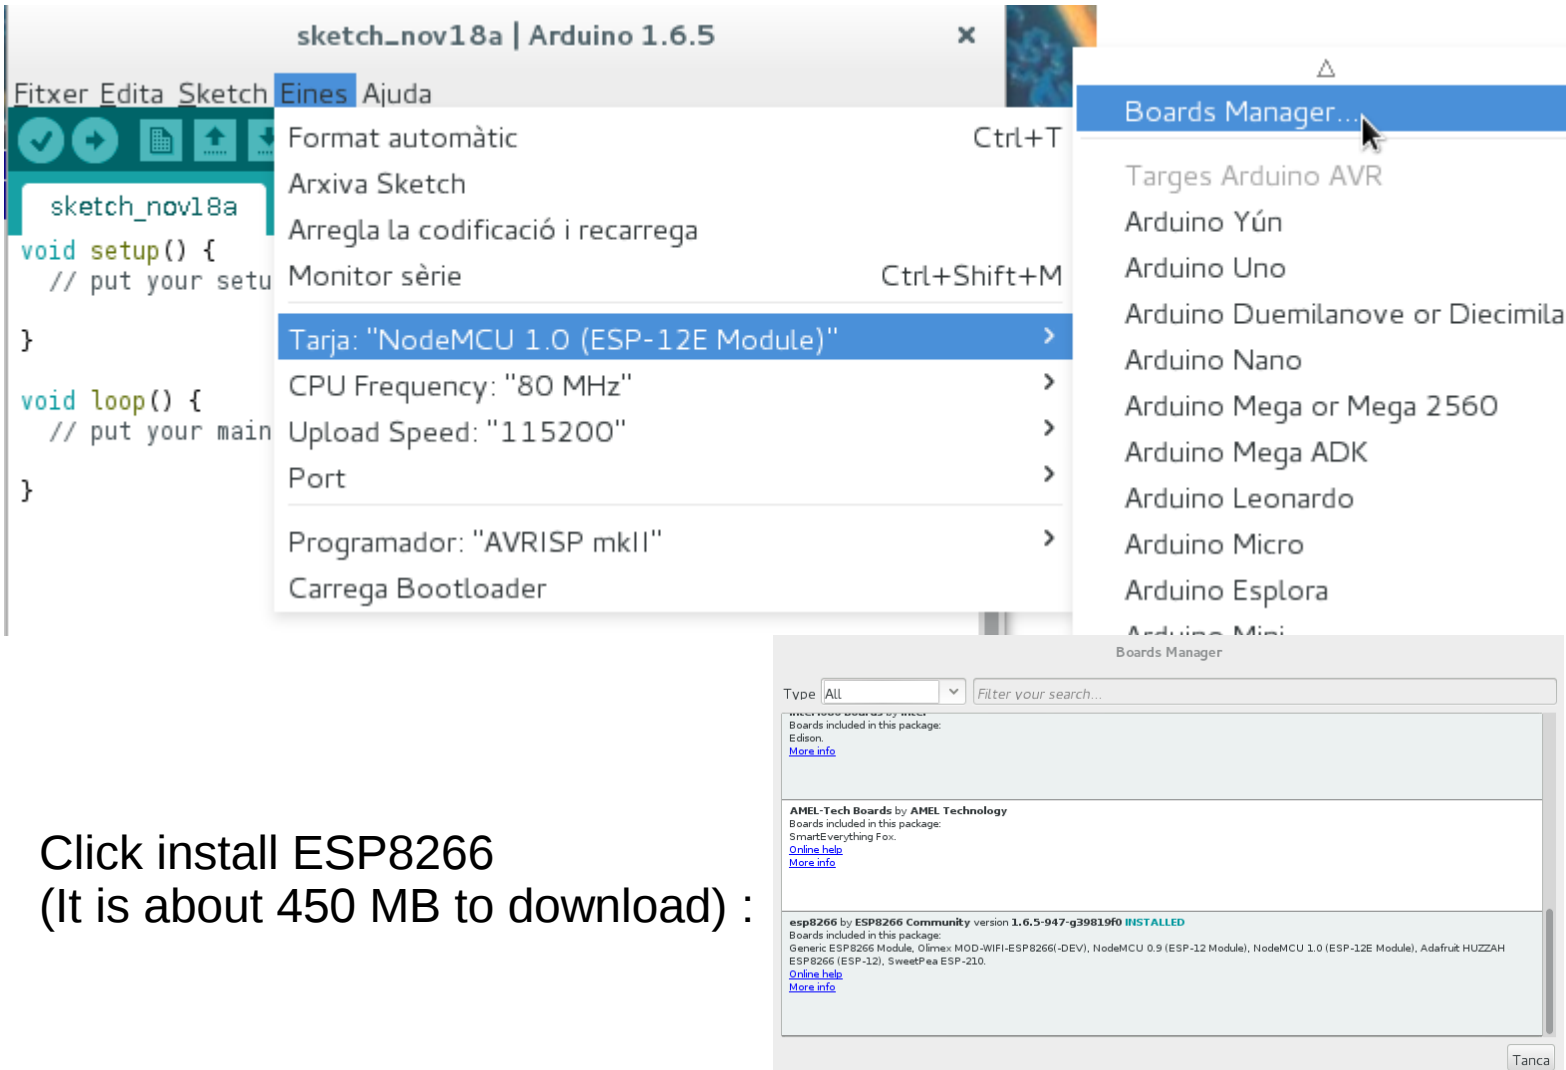 sketch_nov18a | Arduino 1.6.5
Fitxer Edita Sketch Eines Ajuda
sketch_nov18a
void setup() {
// put your setu
}
void loop() {
// put your main
}
Format automàtic Ctrl+T
Arxiva Sketch
Arregla la codificació i recarrega
Monitor sèrie Ctrl+Shift+M
Tarja: "NodeMCU 1.0 (ESP-12E Module)"
CPU Frequency: "80 MHz"
Upload Speed: "115200"
Port
Programador: "AVRISP mkII"
Carrega Bootloader
Boards Manager...
Targes Arduino AVR
Arduino Yún
Arduino Uno
Arduino Duemilanove or Diecimila
Arduino Nano
Arduino Mega or Mega 2560
Arduino Mega ADK
Arduino Leonardo
Arduino Micro
Arduino Esplora
Arduino Mini
Click install ESP8266
(It is about 450 MB to download) :
Boards Manager
Type All Filter your search...
Boards included in this package:
Edison.
More info
AMEL-Tech Boards by AMEL Technology
Boards included in this package:
SmartEverything Fox.
Online help
More info
esp8266 by ESP8266 Community version 1.6.5-947-g39819f0 INSTALLED
Boards included in this package:
Generic ESP8266 Module, Olimex MOD-WIFI-ESP8266(-DEV), NodeMCU 0.9 (ESP-12 Module), NodeMCU 1.0 (ESP-12E Module), Adafruit HUZZAH
ESP8266 (ESP-12), SweetPea ESP-210.
Online help
More info
Tanca